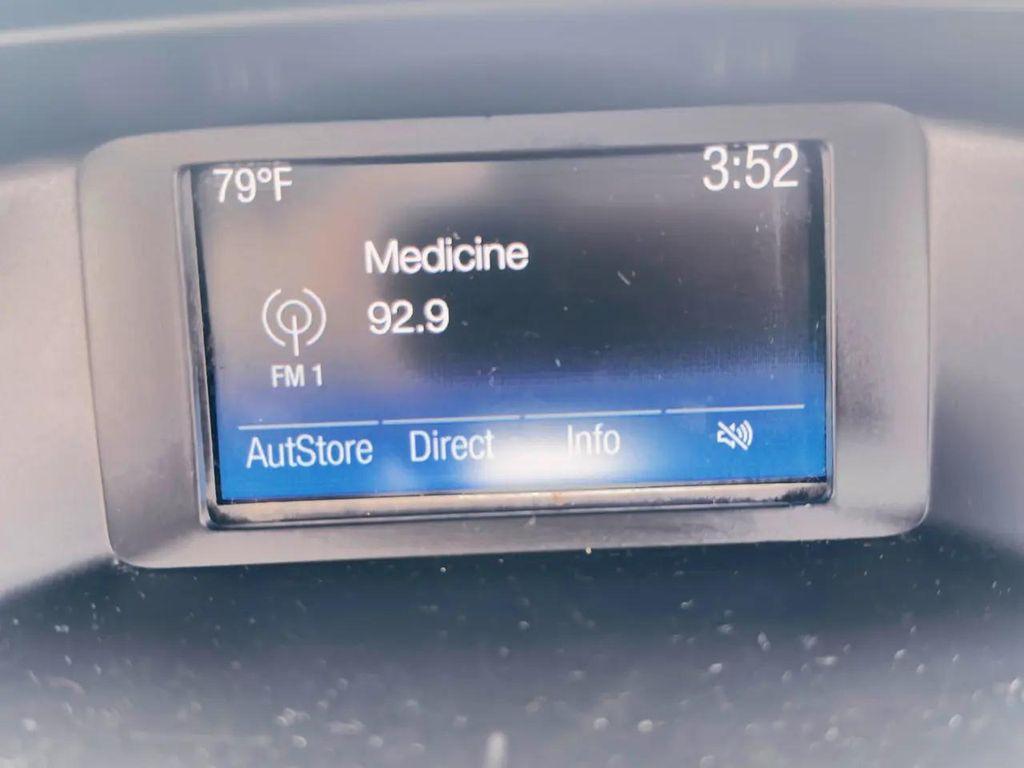 79°F 3:52
Medicine
92.9
FM 1
AutStore Direct Info